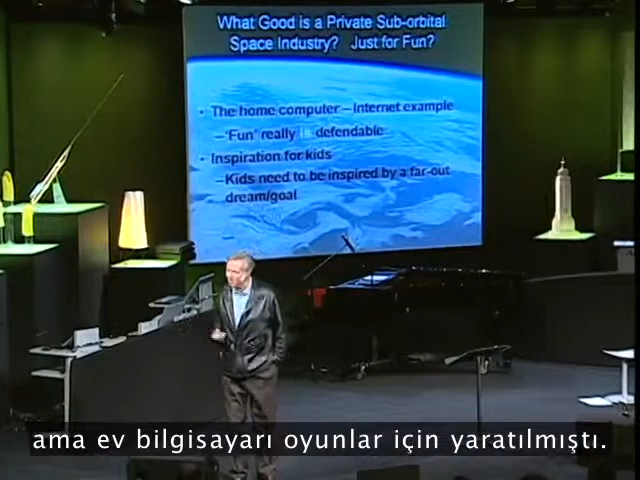 What Good is a Private Sub-orbital
Space Industry? Just for Fun?
• The home computer – Internet example
– 'Fun' really is defendable
• Inspiration for kids
– Kids need to be inspired by a far-out
dream/goal
ama ev bilgisayarı oyunlar için yaratılmıştı.